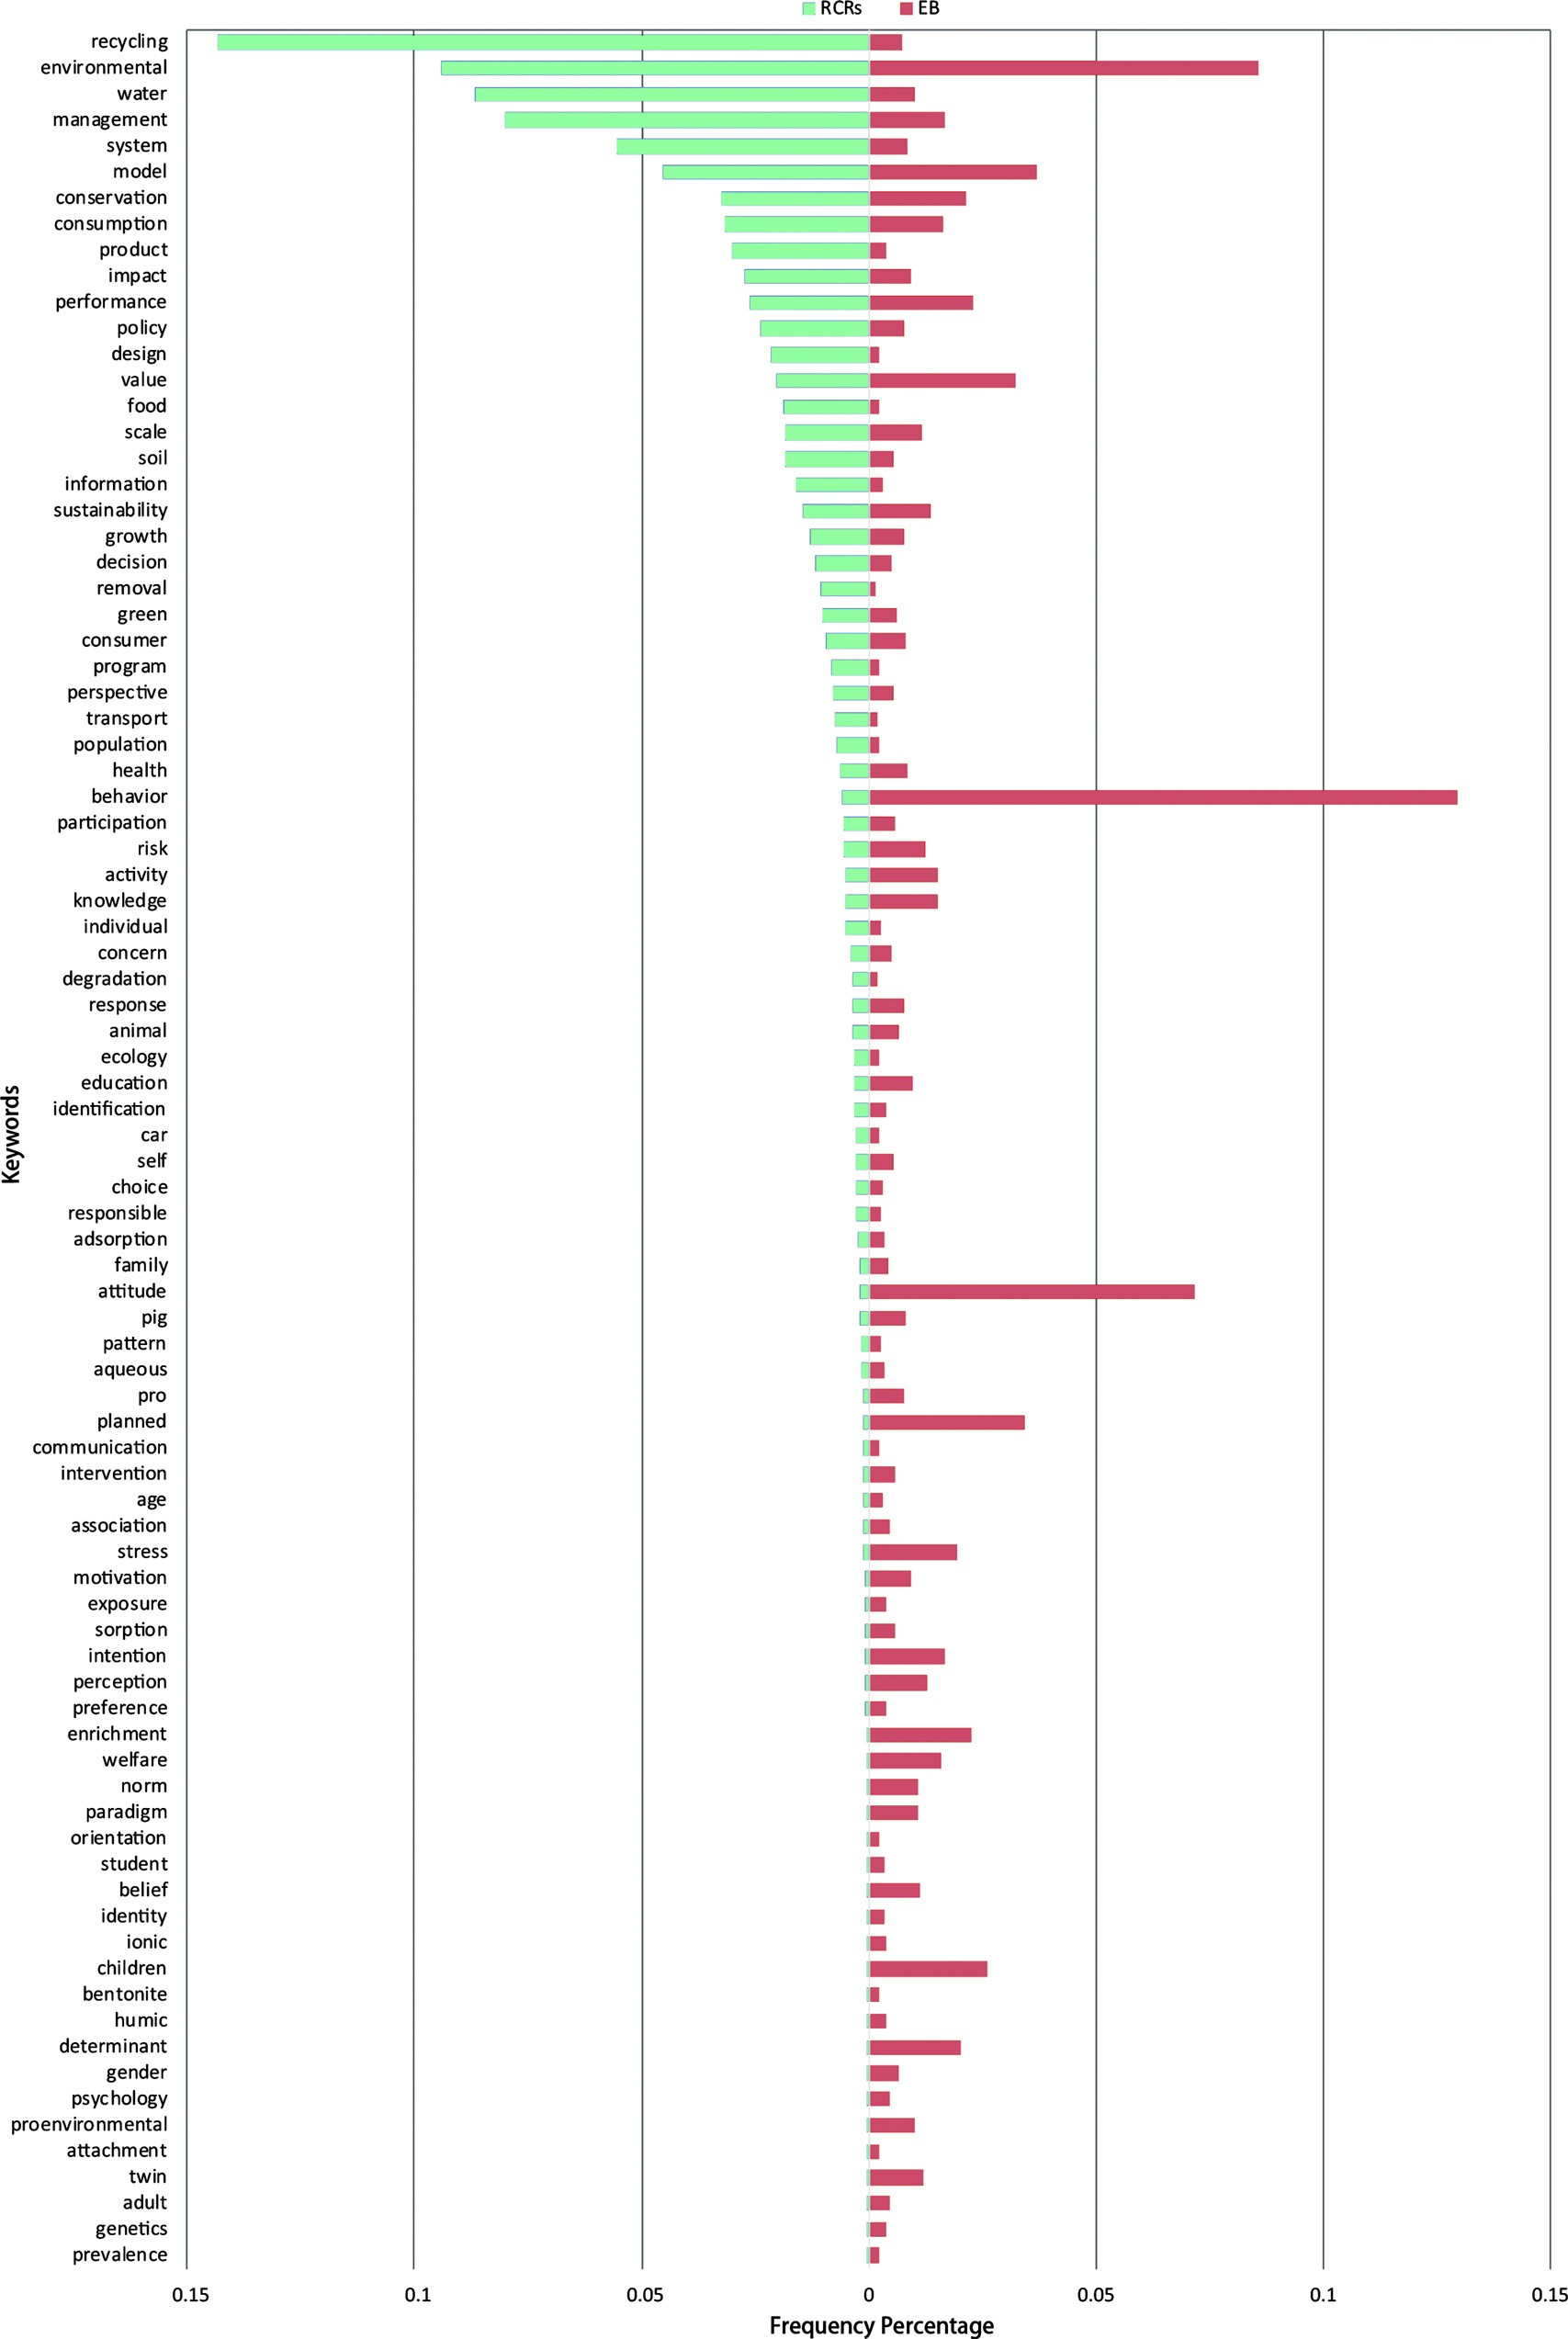 RCRs EB
recycling
environmental
water
management
system
model
conservation
consumption
product
impact
performance
policy
design
value
food
scale
soil
information
sustainability
growth
decision
removal
green
consumer
program
perspective
transport
population
health
behavior
participation
risk
activity
knowledge
individual
concern
degradation
response
animal
ecology
education
identification
car
self
choice
responsible
adsorption
family
attitude
pig
pattern
aqueous
pro
planned
communication
intervention
age
association
stress
motivation
exposure
sorption
intention
perception
preference
enrichment
welfare
norm
paradigm
orientation
student
belief
identity
ionic
children
bentonite
humic
determinant
gender
psychology
proenvironmental
attachment
twin
adult
genetics
prevalence
Keywords
0.15 0.1 0.05 0 0.05 0.1 0.15
Frequency Percentage